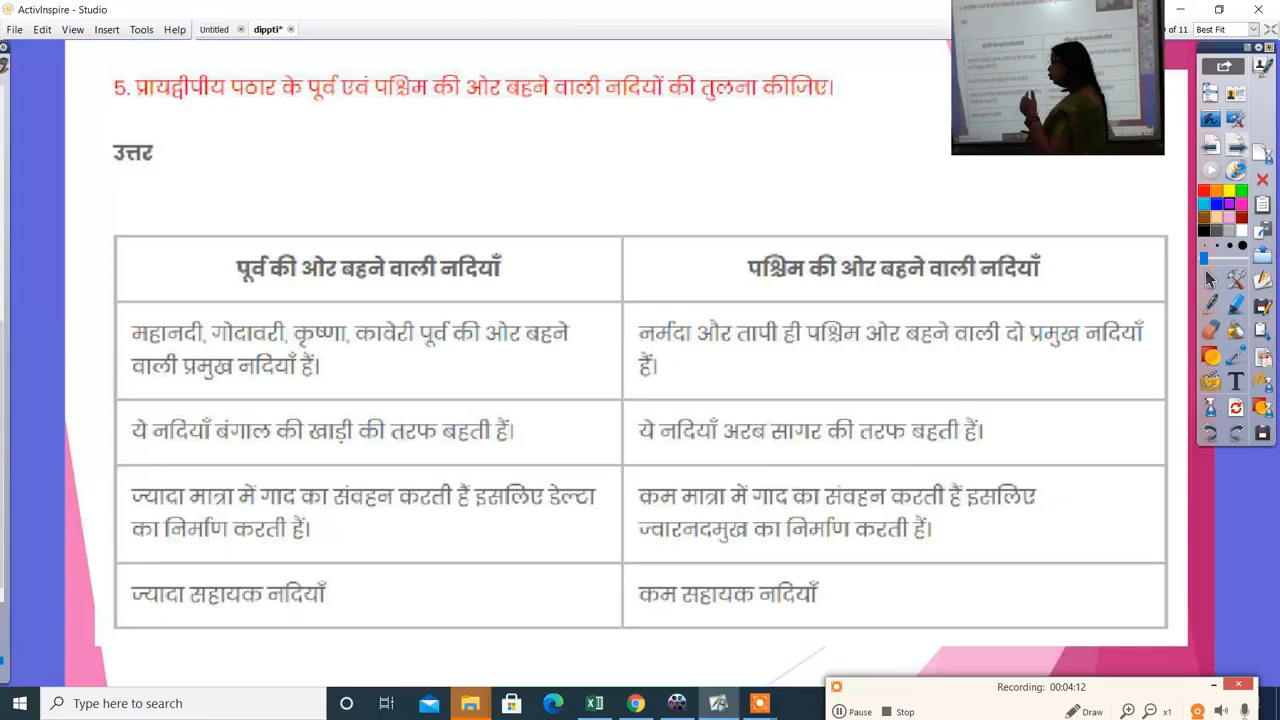 ActivInspire - Studio
File Edit View Insert Tools Help Untitled dippti* of 11 Best Fit
5. प्रायद्वीपीय पठार के पूर्व एवं पश्चिम की ओर बहने वाली नदियों की तुलना कीजिए।
उत्तर
पूर्व की ओर बहने वाली नदियाँ
पश्चिम की ओर बहने वाली नदियाँ
महानदी, गोदावरी, कृष्णा, कावेरी पूर्व की ओर बहने
वाली प्रमुख नदियाँ हैं।
नर्मदा और तापी ही पश्चिम ओर बहने वाली दो प्रमुख नदियाँ
हैं।
ये नदियाँ बंगाल की खाड़ी की तरफ बहती हैं।
ये नदियाँ अरब सागर की तरफ बहती हैं।
ज्यादा मात्रा में गाद का संवहन करती हैं इसलिए डेल्टा
का निर्माण करती हैं।
कम मात्रा में गाद का संवहन करती हैं इसलिए
ज्वारनदमुख का निर्माण करती हैं।
ज्यादा सहायक नदियाँ
कम सहायक नदियाँ
Recording: 00:04:12
Pause Stop Draw x1
Type here to search